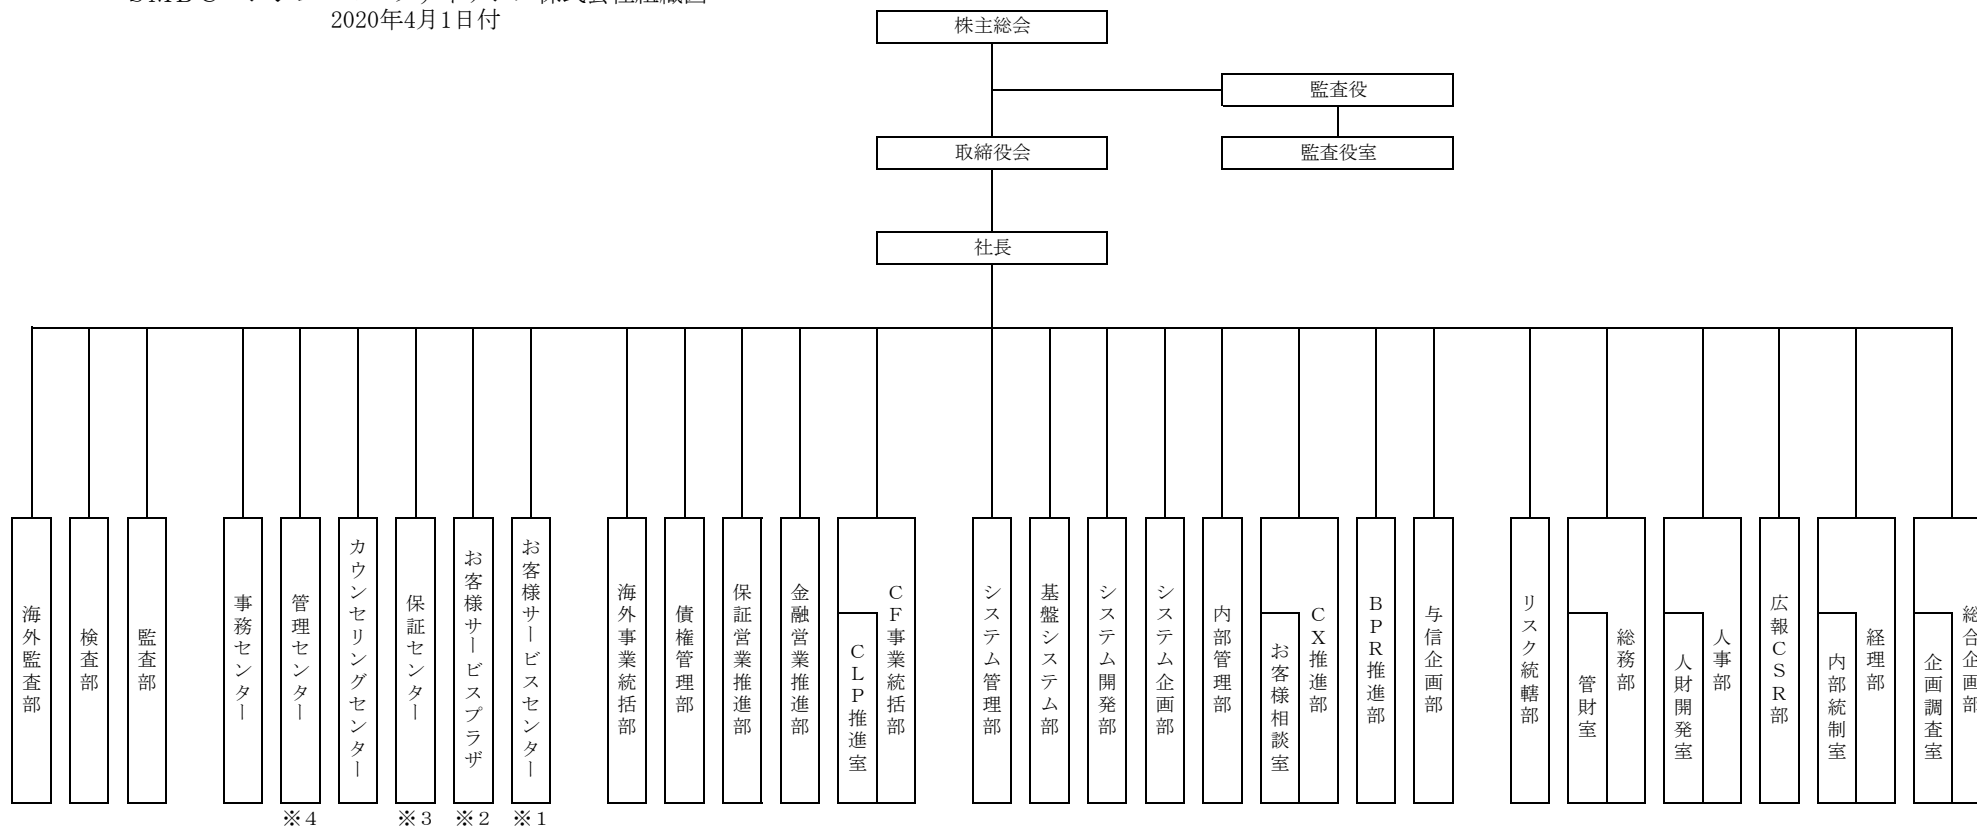 2020年4月1日付
株主総会
監査役
取締役会
監査役室
社長
総合企画部
企画調査室
経理部
内部統制室
広報CSR部
人事部
人財開発室
総務部
管財室
リスク統轄部
与信企画部
BPR推進部
CX推進部
お客様相談室
内部管理部
システム企画部
システム開発部
基盤システム部
システム管理部
CF事業統括部
CLP推進室
金融営業推進部
保証営業推進部
債権管理部
海外事業統括部
お客様サービスセンター
お客様サービスプラザ
保証センター
カウンセリングセンター
管理センター
事務センター
監査部
検査部
海外監査部
※4
※3
※2
※1